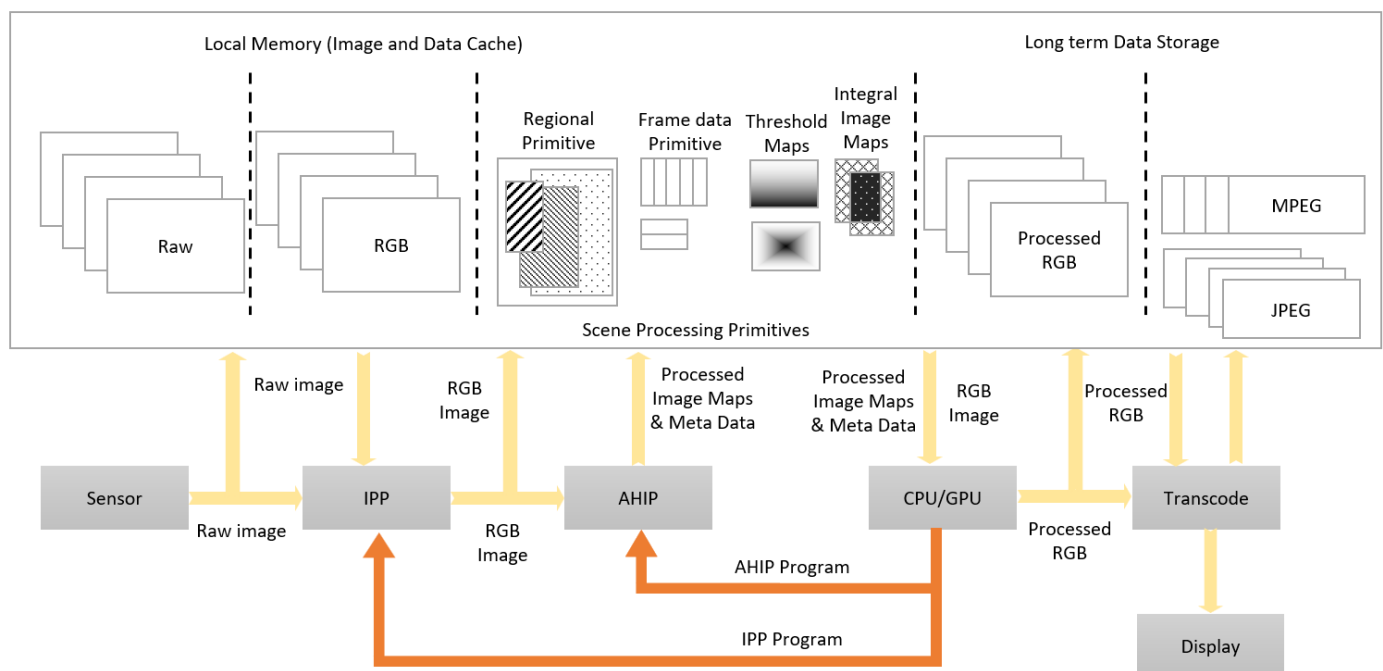 Local Memory (Image and Data Cache)
Long term Data Storage
Regional
Primitive
Frame data
Primitive
Threshold
Maps
Integral
Image
Maps
Raw
RGB
Processed
RGB
MPEG
JPEG
Scene Processing Primitives
Raw image
RGB
Image
Processed
Image Maps
& Meta Data
Processed
Image Maps
& Meta Data
RGB
Image
Processed
RGB
Sensor
IPP
AHIP
CPU/GPU
Transcode
Raw image
RGB
Image
Processed
RGB
AHIP Program
IPP Program
Display